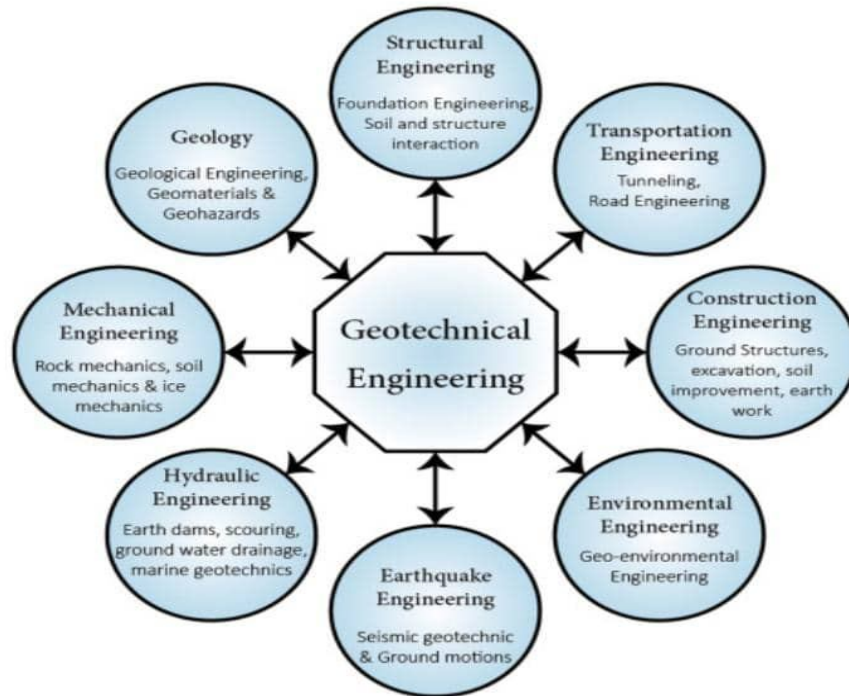 Structural
Engineering
Foundation Engineering,
Soil and structure
interaction
Geology
Geological Engineering,
Geomaterials &
Geohazards
Transportation
Engineering
Tunneling,
Road Engineering
Mechanical
Engineering
Rock mechanics, soil
mechanics & ice
mechanics
Geotechnical
Engineering
Construction
Engineering
Ground Structures,
excavation, soil
improvement, earth
work
Hydraulic
Engineering
Earth dams, scouring,
ground water drainage,
marine geotechnics
Environmental
Engineering
Geo-environmental
Engineering
Earthquake
Engineering
Seismic geotechnic
& Ground motions